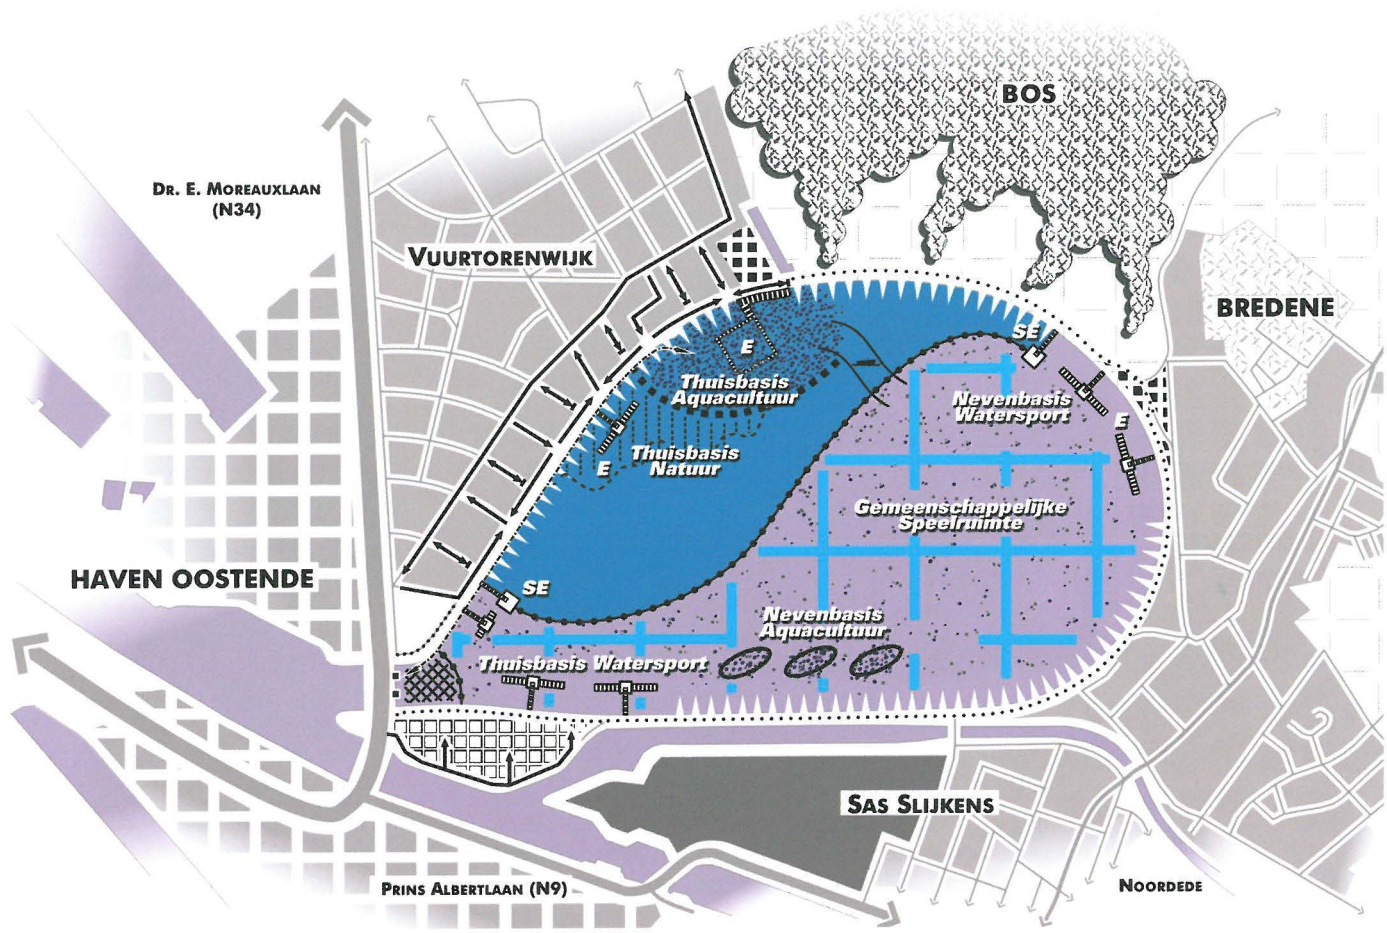 BOS
DR. E. MOREAUXLAAN
(N34)
VUURTORENWIJK
BREDENE
SE
E
Thuisbasis
Aquacultuur
Nevenbasis
Watersport
E
Thuisbasis
Natuur
E
Gemeenschappelijke
Speelruimte
HAVEN OOSTENDE
SE
Nevenbasis
Aquacultuur
Thuisbasis Watersport
SAS SLIJKENS
PRINS ALBERTLAAN (N9)
NOORDEDE